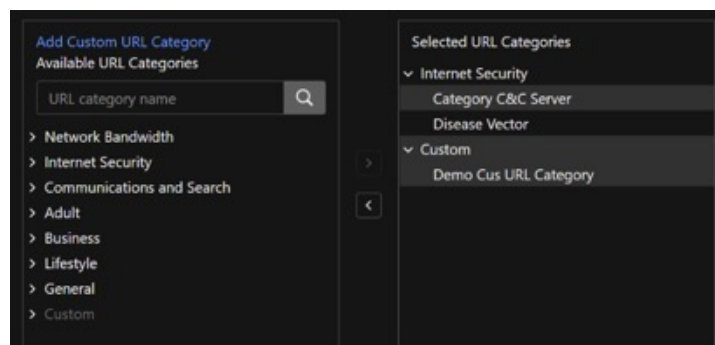 Add Custom URL Category
Available URL Categories
URL category name
Network Bandwidth
Internet Security
Communications and Search
Adult
Business
Lifestyle
General
Custom
Selected URL Categories
Internet Security
Category C&C Server
Disease Vector
Custom
Demo Cus URL Category